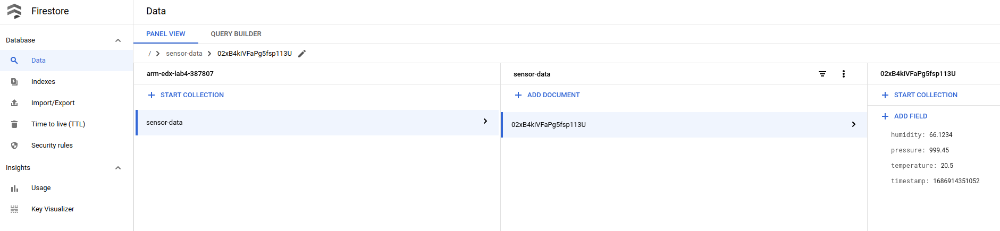 Firestore
Data
Database
Data
Indexes
Import/Export
Time to live (TTL)
Security rules
Insights
Usage
Key Visualizer
PANEL VIEW
QUERY BUILDER
/ sensor-data 02xB4kiVFaPg5fsp113U
arm-edx-lab4-387807
START COLLECTION
sensor-data
sensor-data
ADD DOCUMENT
02xB4kiVFaPg5fsp113U
02xB4kiVFaPg5fsp113U
START COLLECTION
ADD FIELD
humidity: 66.1234
pressure: 999.45
temperature: 20.5
timestamp: 1686914351052